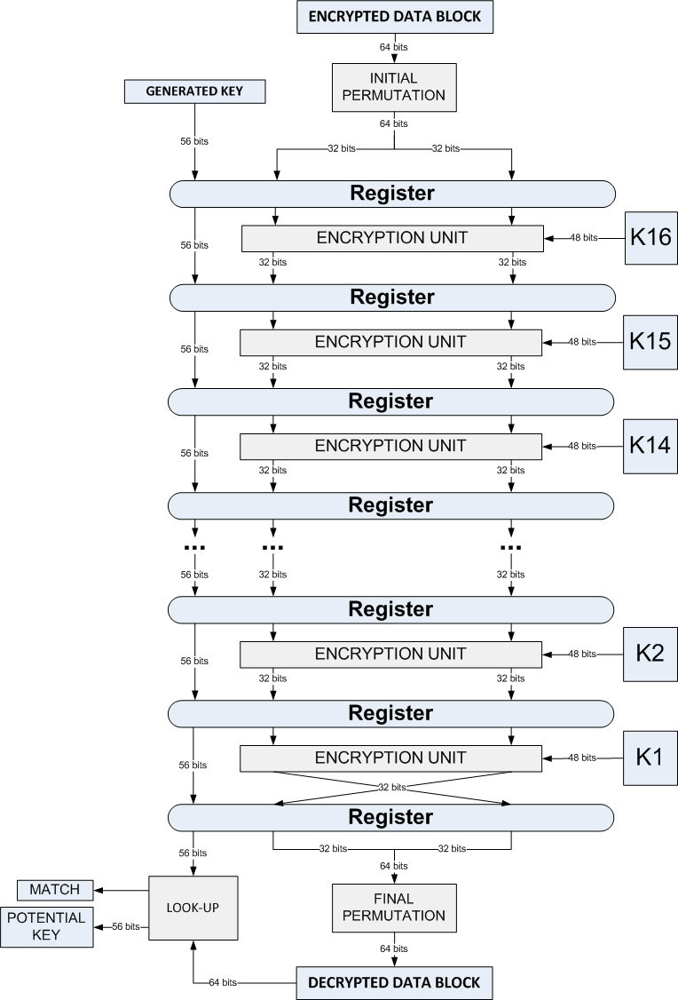 ENCRYPTED DATA BLOCK
64 bits
INITIAL
PERMUTATION
GENERATED KEY
64 bits
56 bits
32 bits
32 bits
Register
56 bits
ENCRYPTION UNIT
48 bits
K16
32 bits
32 bits
Register
56 bits
ENCRYPTION UNIT
48 bits
K15
32 bits
32 bits
Register
56 bits
ENCRYPTION UNIT
48 bits
K14
32 bits
32 bits
Register
...
...
...
56 bits
32 bits
32 bits
Register
56 bits
ENCRYPTION UNIT
48 bits
K2
32 bits
32 bits
Register
56 bits
ENCRYPTION UNIT
48 bits
K1
32 bits
Register
56 bits
32 bits
32 bits
64 bits
MATCH
LOOK-UP
FINAL
PERMUTATION
POTENTIAL
KEY
56 bits
64 bits
64 bits
DECRYPTED DATA BLOCK